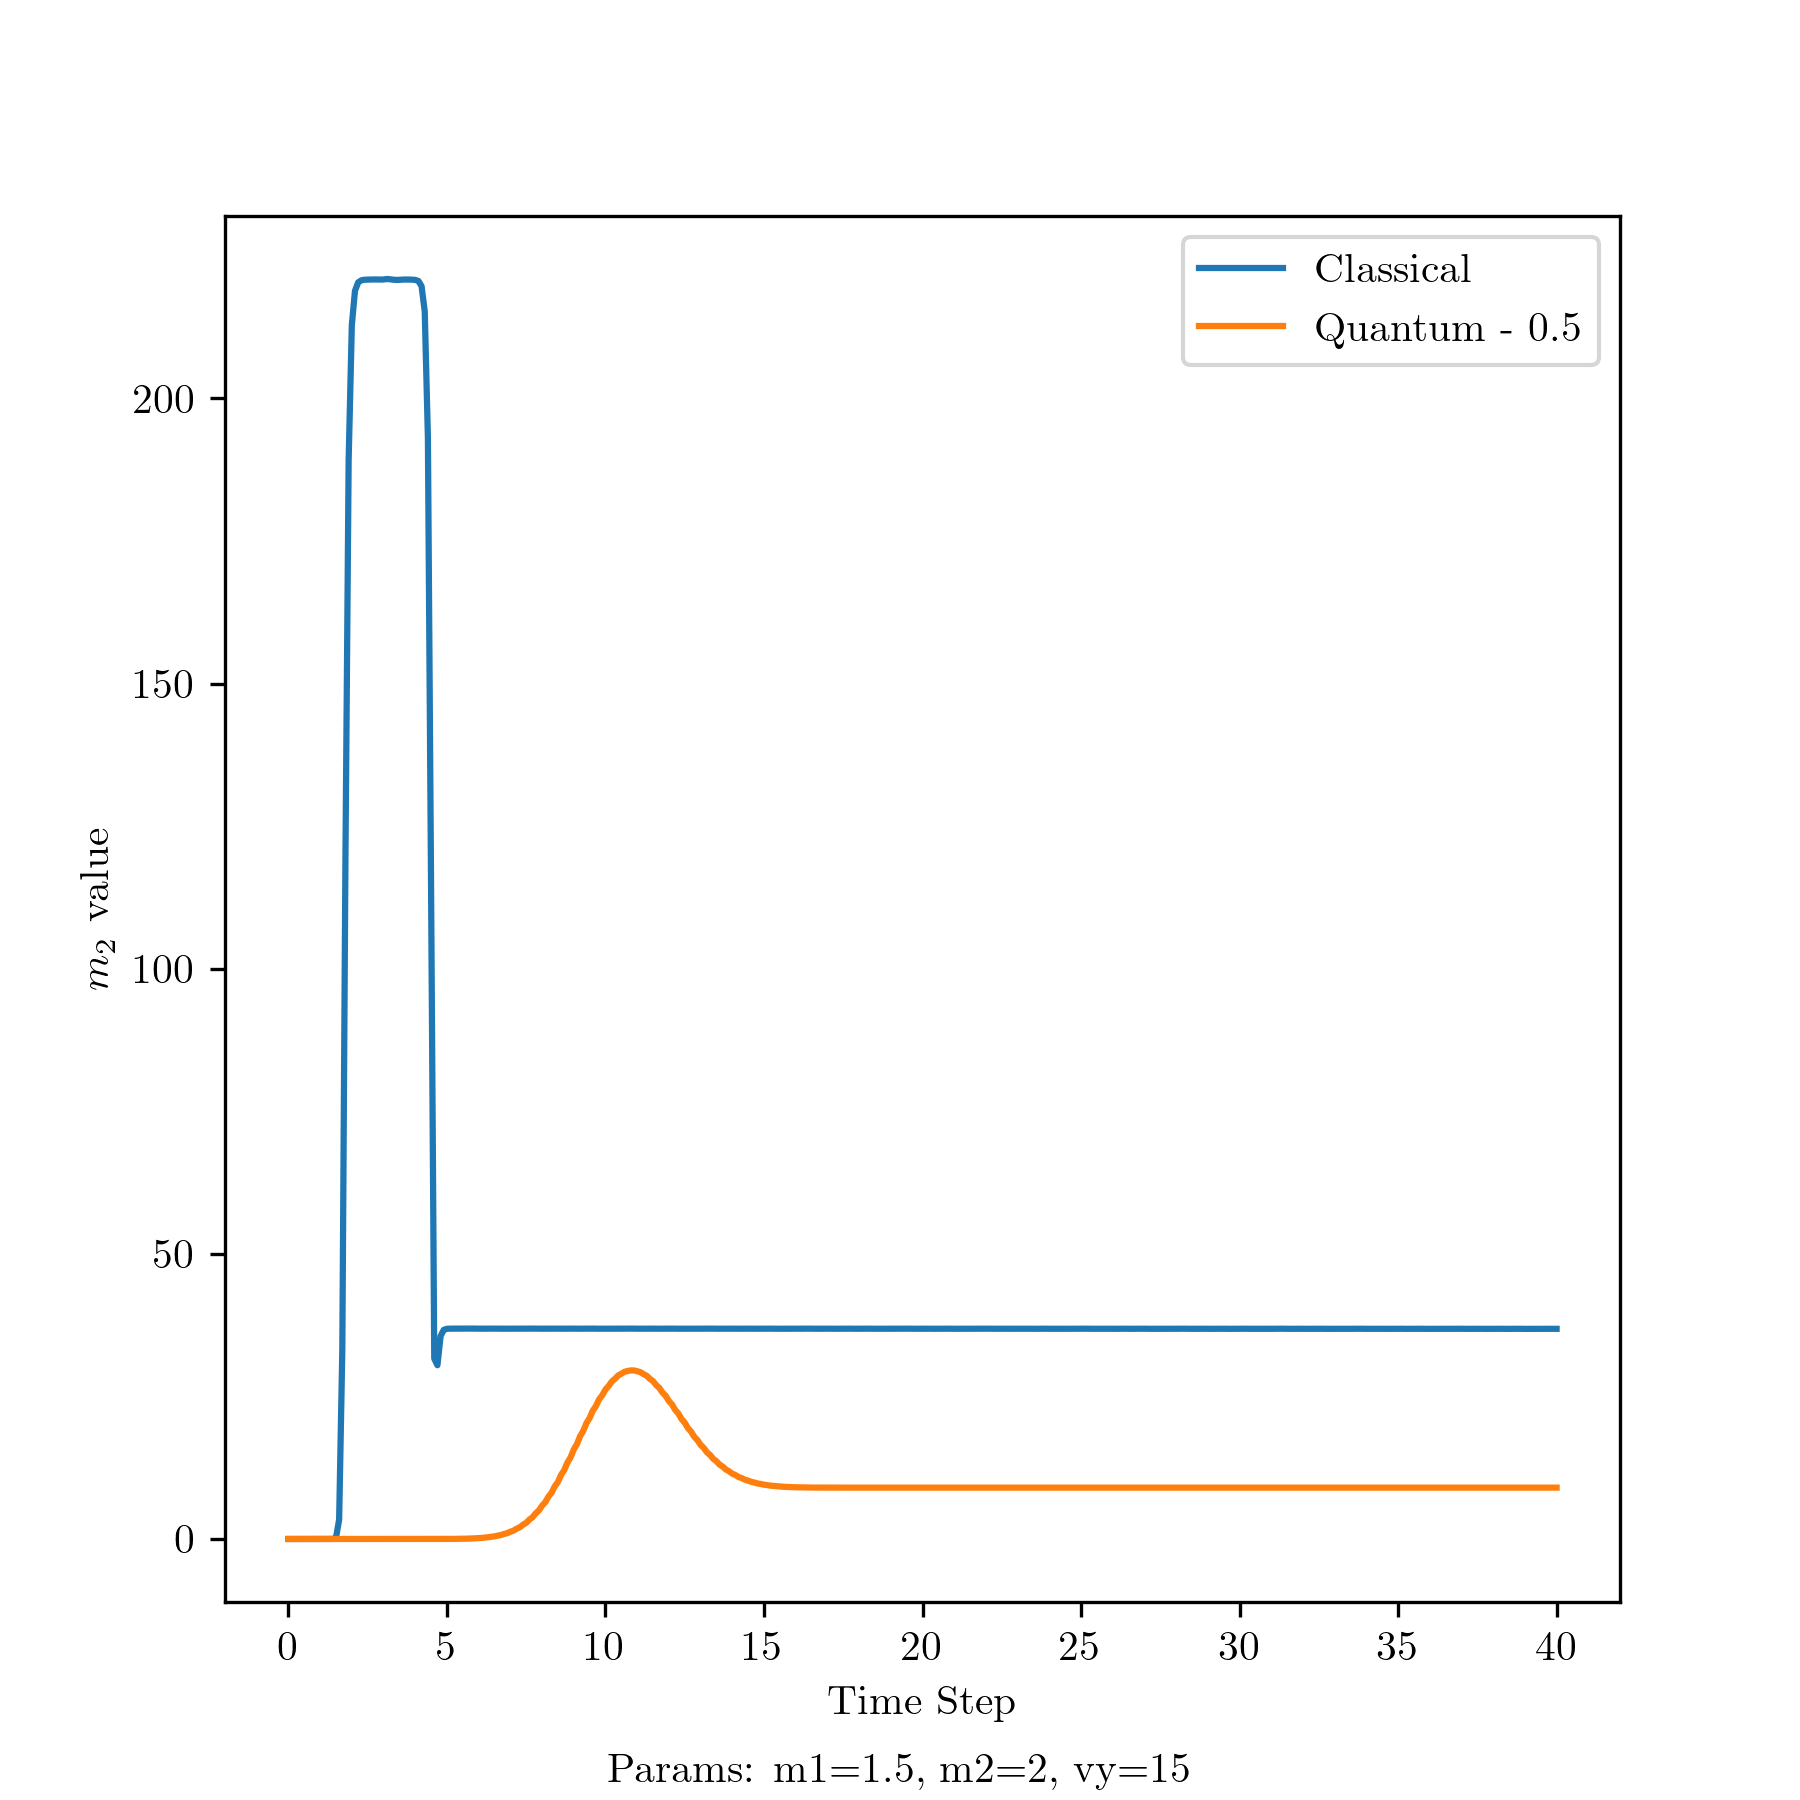 Classical
Quantum - 0.5
200
150
100
50
0
m₂ value
0 5 10 15 20 25 30 35 40
Time Step
Params: m1=1.5, m2=2, vy=15